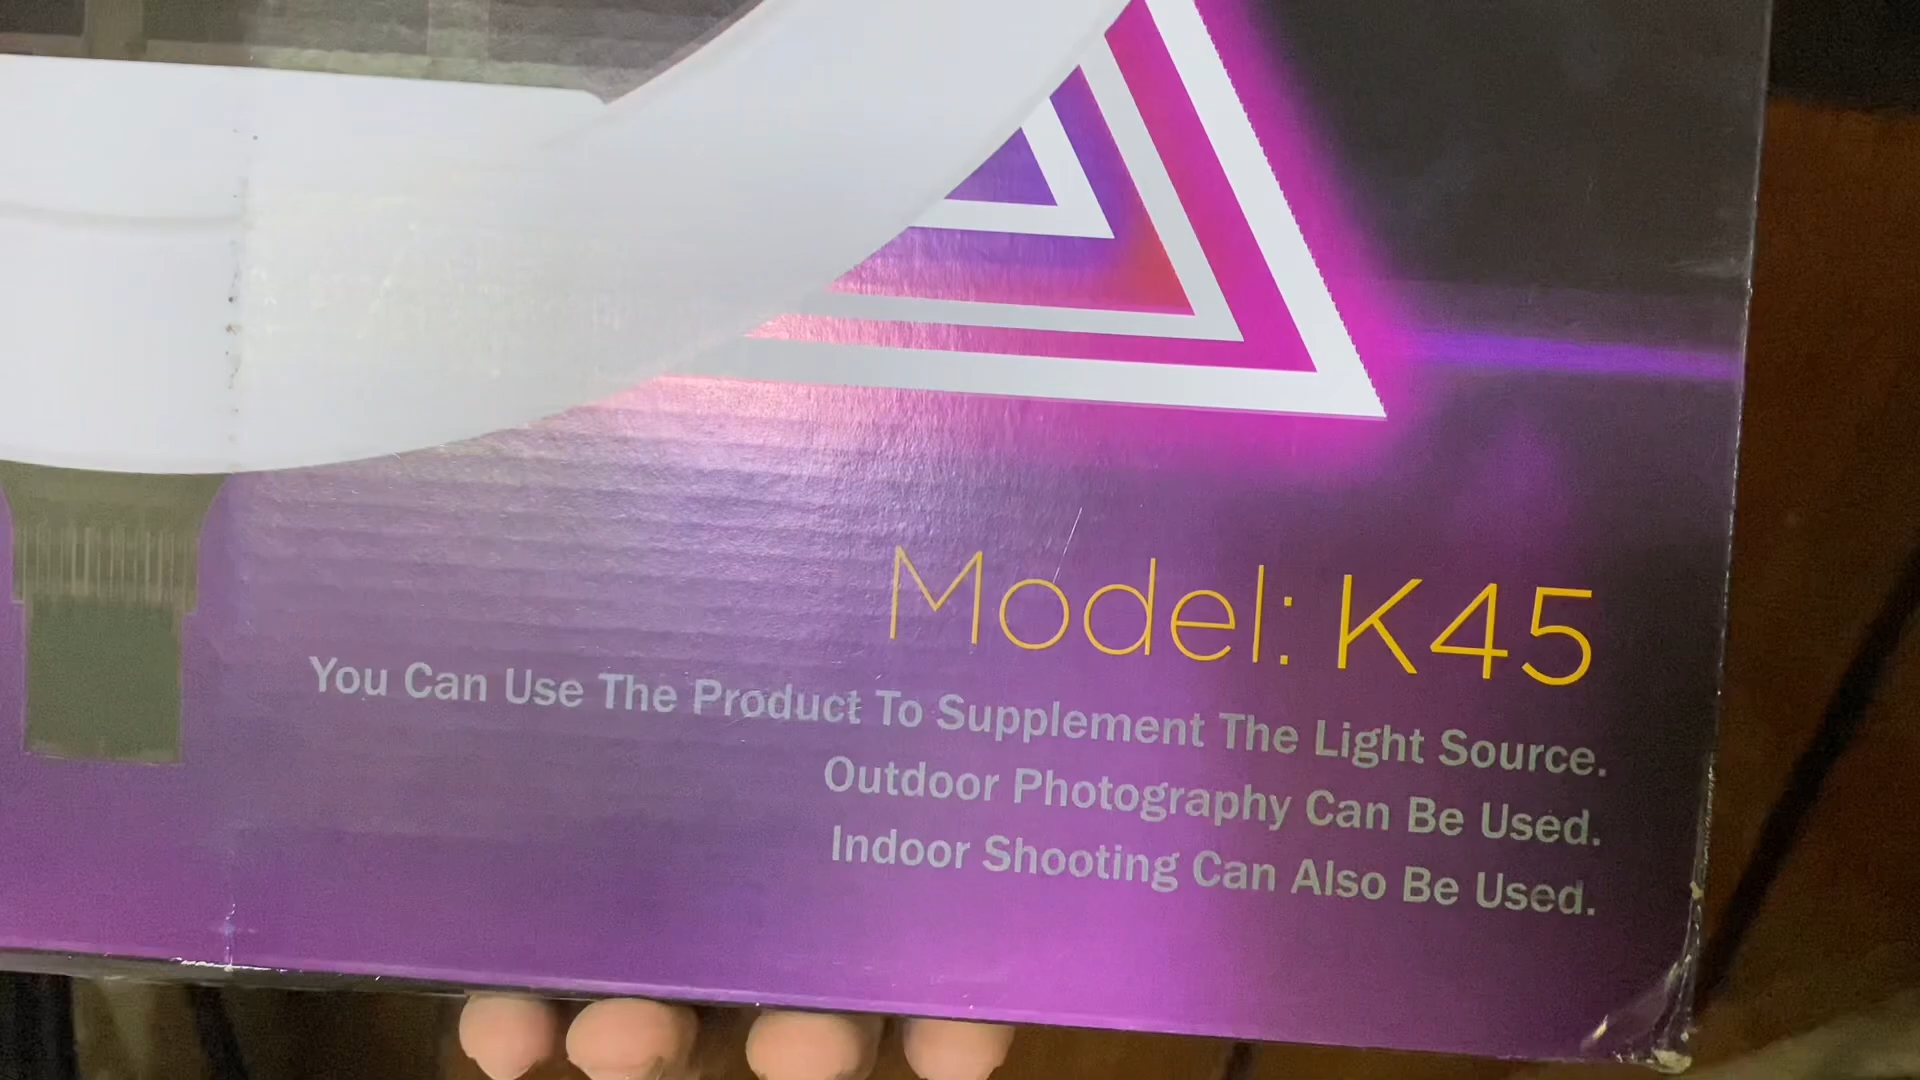 Model: K45
You Can Use The Product To Supplement The Light Source.
Outdoor Photography Can Be Used.
Indoor Shooting Can Also Be Used.